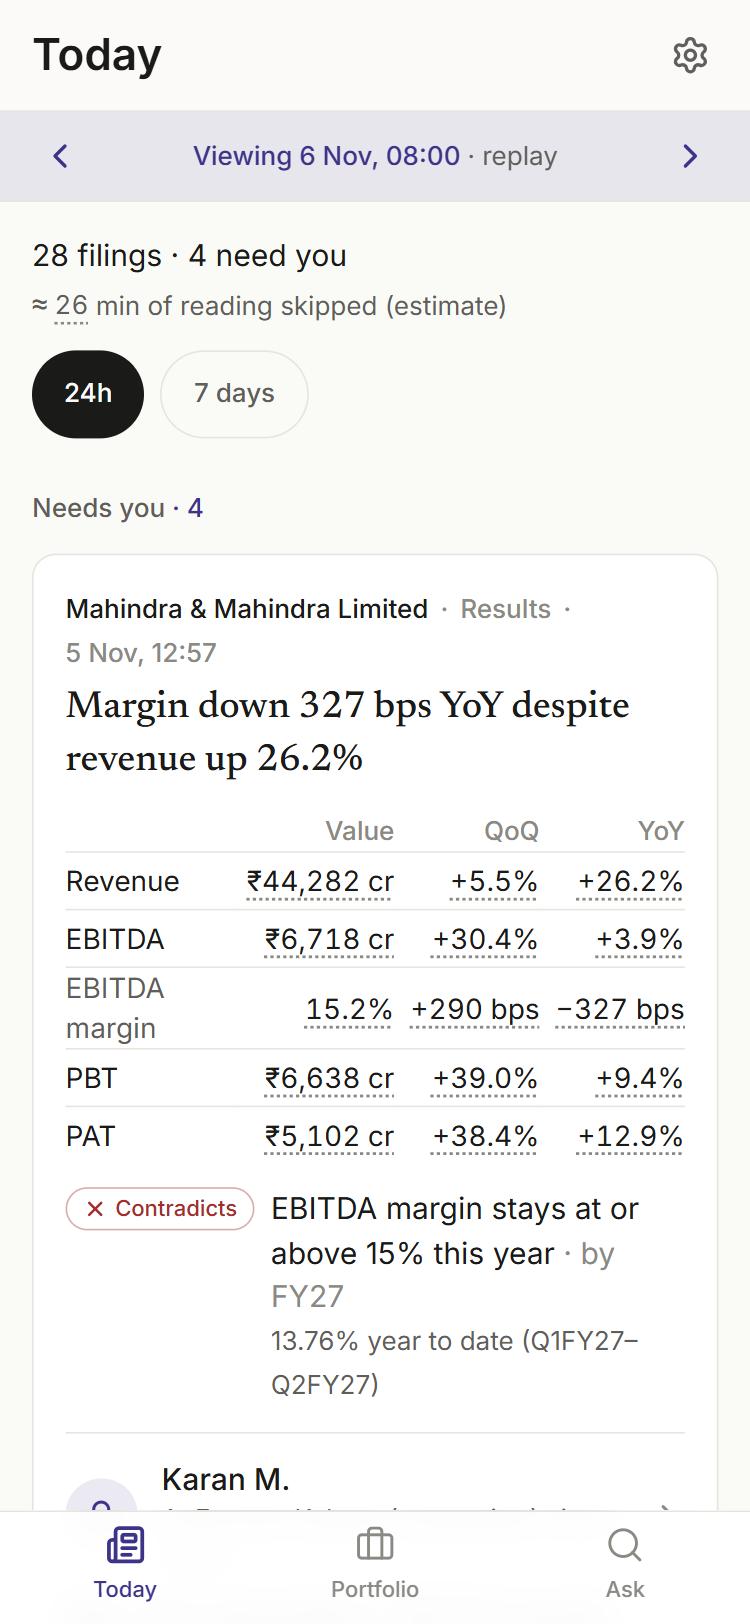 Today
Viewing 6 Nov, 08:00 · replay
28 filings · 4 need you
≈ 26 min of reading skipped (estimate)
24h 7 days
Needs you · 4
Mahindra & Mahindra Limited · Results ·
5 Nov, 12:57
Margin down 327 bps YoY despite
revenue up 26.2%
Value QoQ YoY
Revenue ₹44,282 cr +5.5% +26.2%
EBITDA ₹6,718 cr +30.4% +3.9%
EBITDA
margin 15.2% +290 bps −327 bps
PBT ₹6,638 cr +39.0% +9.4%
PAT ₹5,102 cr +38.4% +12.9%
× Contradicts EBITDA margin stays at or
above 15% this year · by
FY27
13.76% year to date (Q1FY27–
Q2FY27)
Karan M.
Today Portfolio Ask